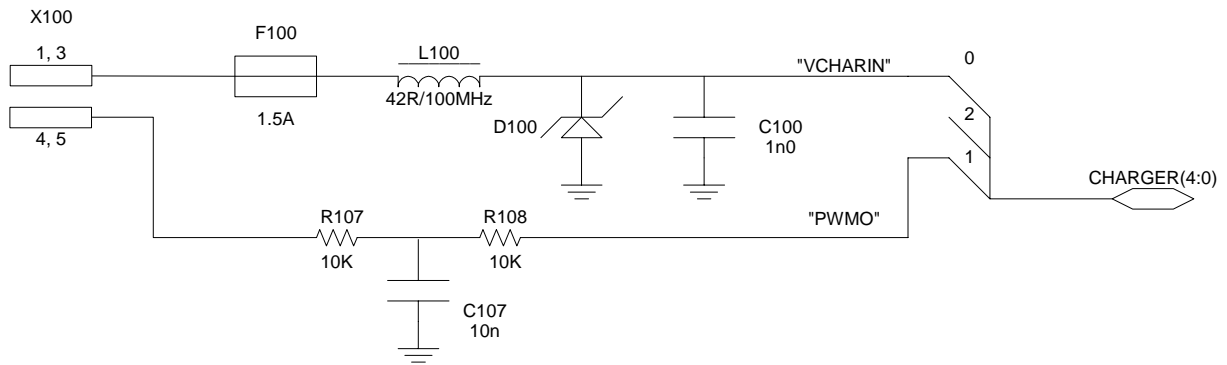 X100
1, 3
4, 5
F100
1.5A
L100
42R/100MHz
D100
C100
1n0
"VCHARIN"
0
2
1
CHARGER(4:0)
"PWMO"
R107
10K
R108
10K
C107
10n